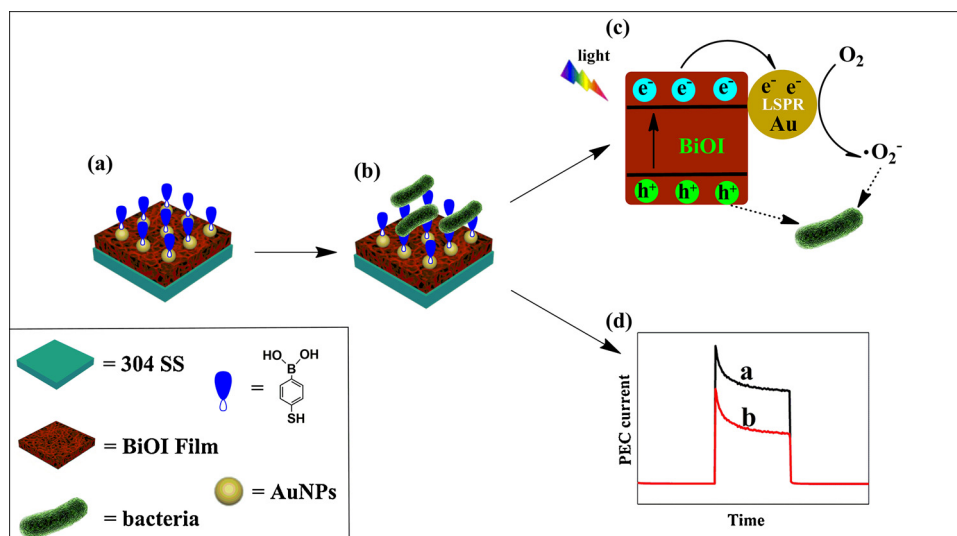 (a)
(b)
(c)
light
e⁻ e⁻ e⁻
BiOI
h⁺ h⁺ h⁺
e⁻ e⁻
LSPR
Au
O₂
·O₂⁻
= 304 SS
= BiOI Film
= bacteria
HO OH
B
=
SH
= AuNPs
(d)
PEC current
a
b
Time